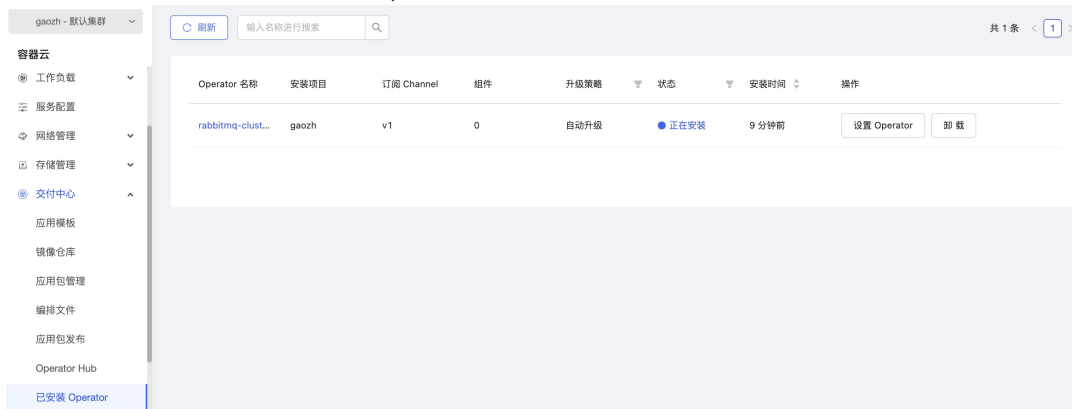 gaozh - 默认集群
刷新 输入名称进行搜索 共 1 条 1
容器云
工作负载
服务配置
网络管理
存储管理
交付中心
应用模板
镜像仓库
应用包管理
编排文件
应用包发布
Operator Hub
已安装 Operator
Operator 名称 安装项目 订阅 Channel 组件 升级策略 状态 安装时间 操作
rabbitmq-clust... gaozh v1 0 自动升级 正在安装 9 分钟前 设置 Operator 卸 载